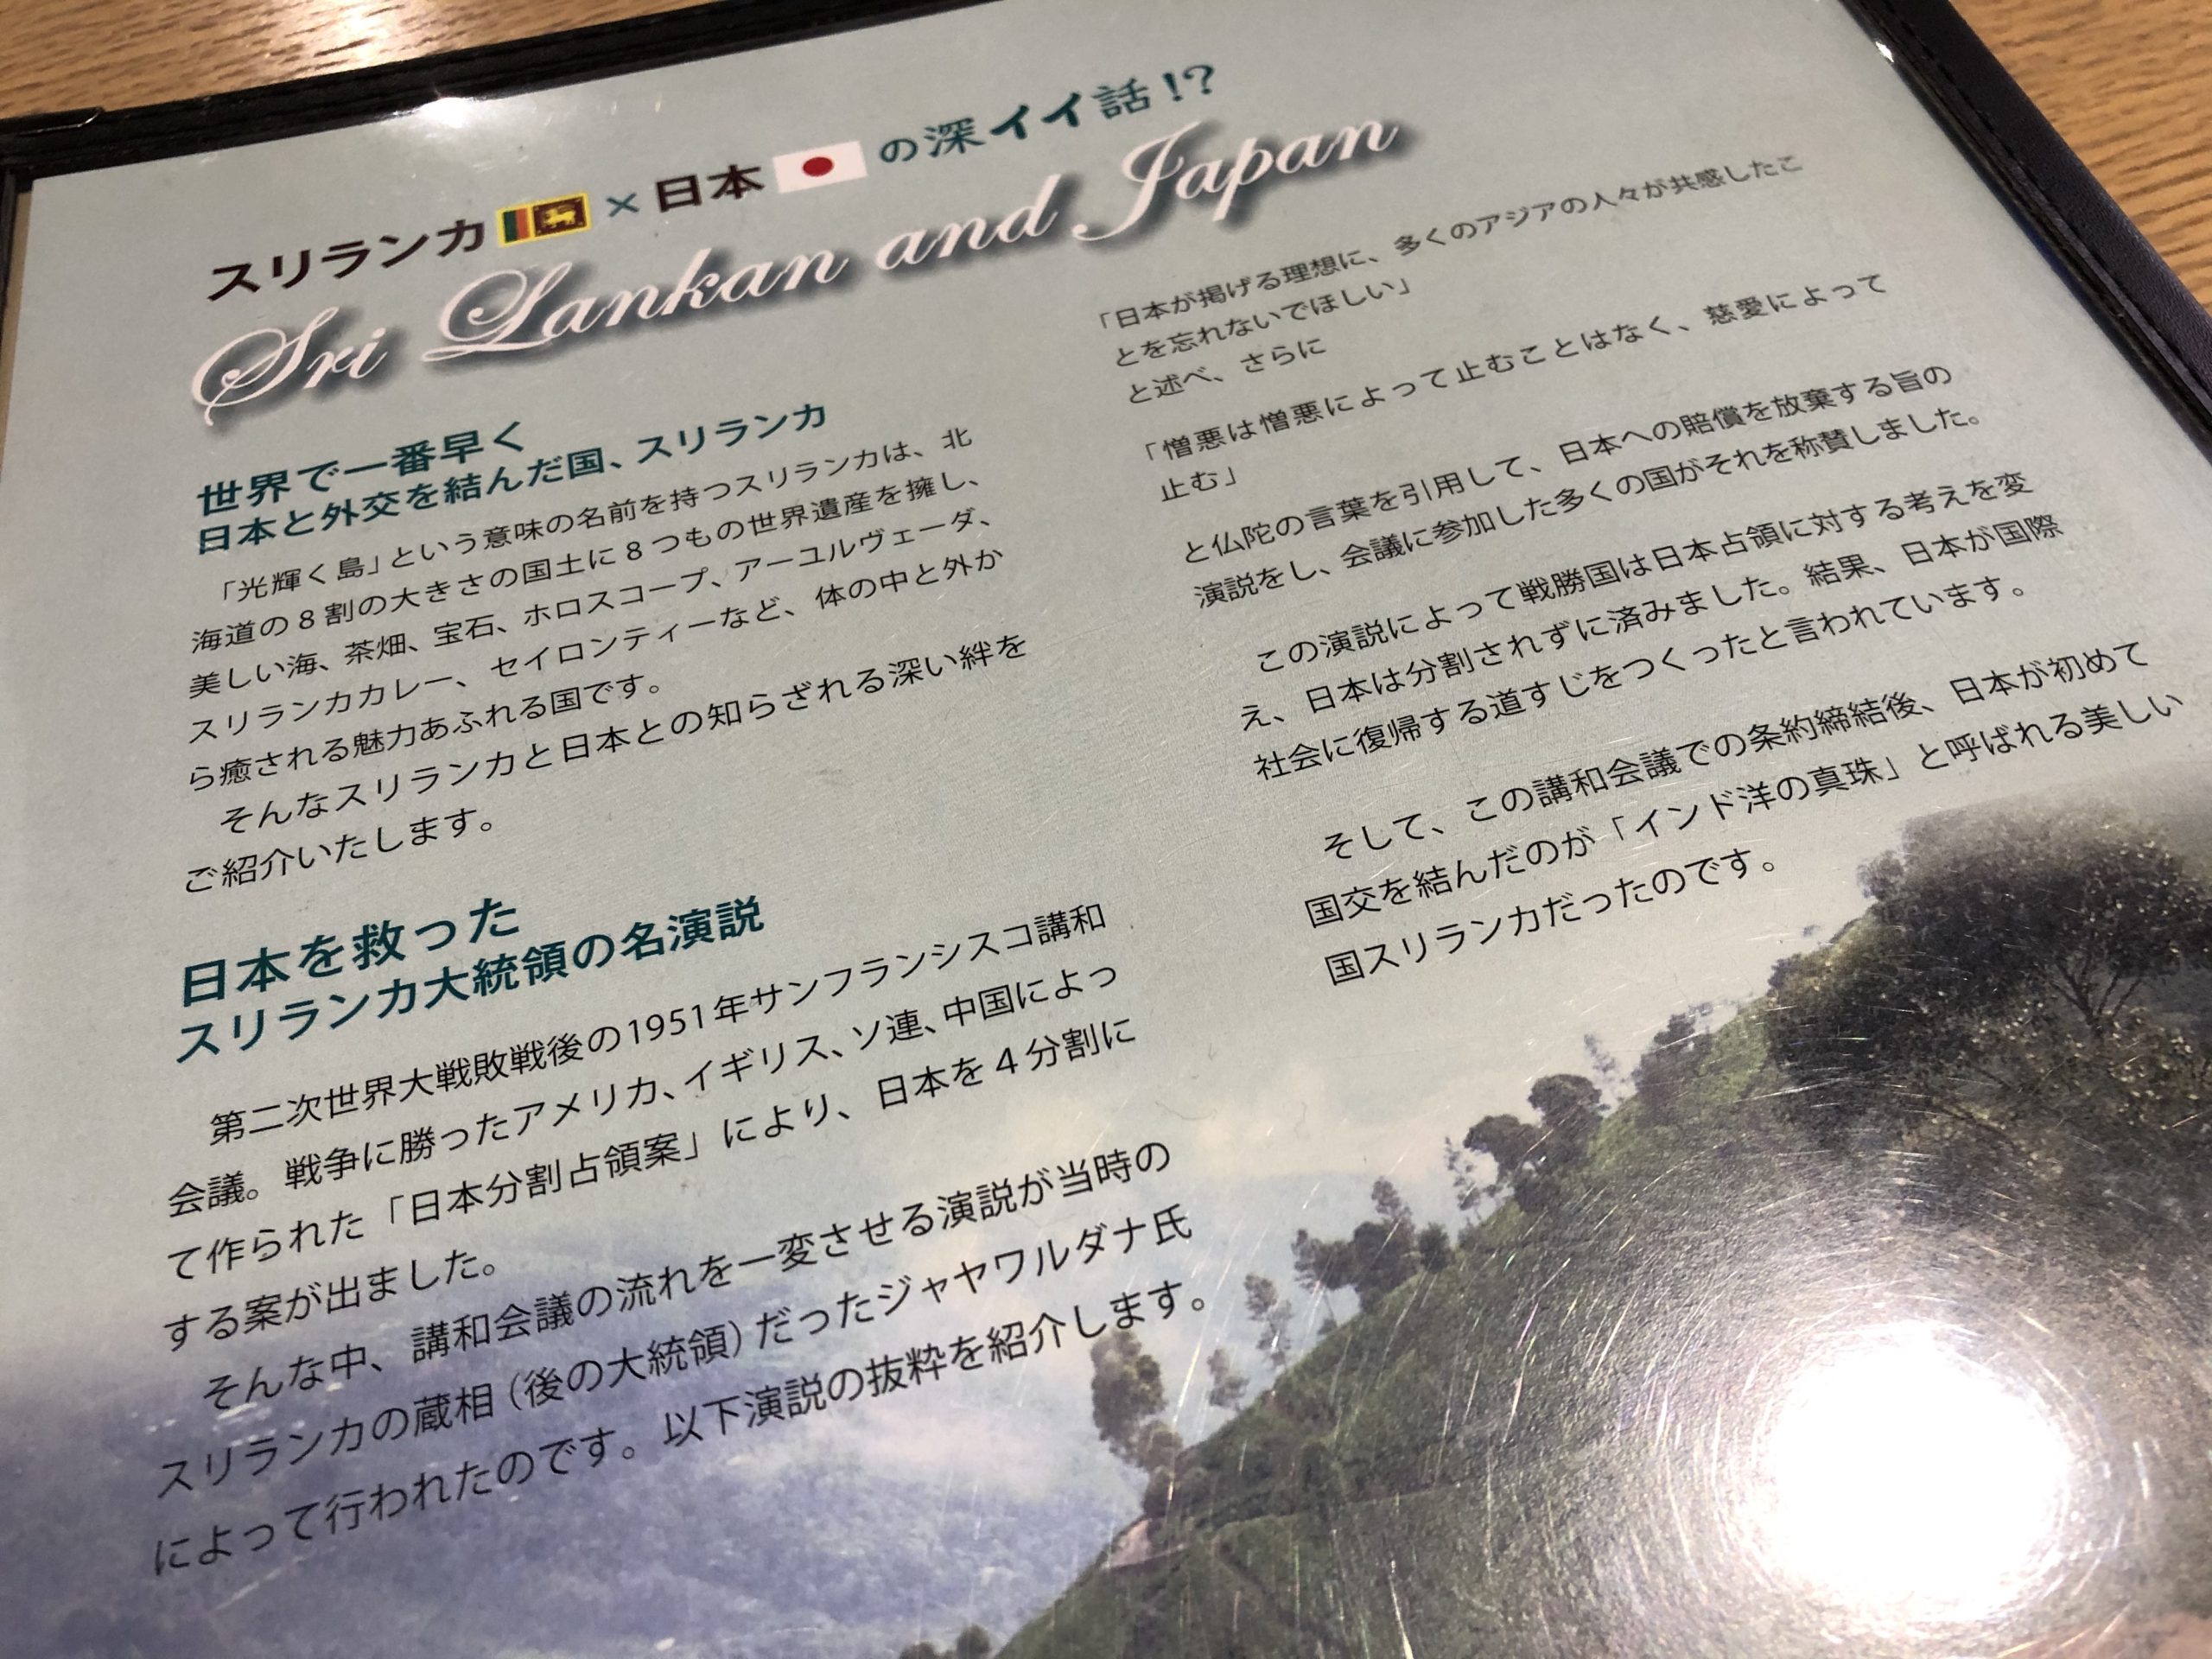 スリランカ×日本の深イイ話!?
Sri Lankan and Japan
世界で一番早く
日本と外交を結んだ国、スリランカ
「光輝く島」という意味の名前を持つスリランカは、北
海道の8割の大きさの国土に8つもの世界遺産を擁し、
美しい海、茶畑、宝石、ホロスコープ、アーユルヴェーダ、
スリランカカレー、セイロンティーなど、体の中と外か
ら癒される魅力あふれる国です。
そんなスリランカと日本との知らざれる深い絆を
ご紹介いたします。
日本を救った
スリランカ大統領の名演説
第二次世界大戦敗戦後の1951年サンフランシスコ講和
会議。戦争に勝ったアメリカ、イギリス、ソ連、中国によっ
て作られた「日本分割占領案」により、日本を4分割に
する案が出ました。
そんな中、講和会議の流れを一変させる演説が当時の
スリランカの蔵相(後の大統領)だったジャヤワルダナ氏
によって行われたのです。以下演説の抜粋を紹介します。
「日本が掲げる理想に、多くのアジアの人々が共感したこ
とを忘れないでほしい」
と述べ、さらに
「憎悪は憎悪によって止むことはなく、慈愛によって
止む」
と仏陀の言葉を引用して、日本への賠償を放棄する旨の
演説をし、会議に参加した多くの国がそれを称賛しました。
この演説によって戦勝国は日本占領に対する考えを変
え、日本は分割されずに済みました。結果、日本が国際
社会に復帰する道すじをつくったと言われています。
そして、この講和会議での条約締結後、日本が初めて
国交を結んだのが「インド洋の真珠」と呼ばれる美しい
国スリランカだったのです。